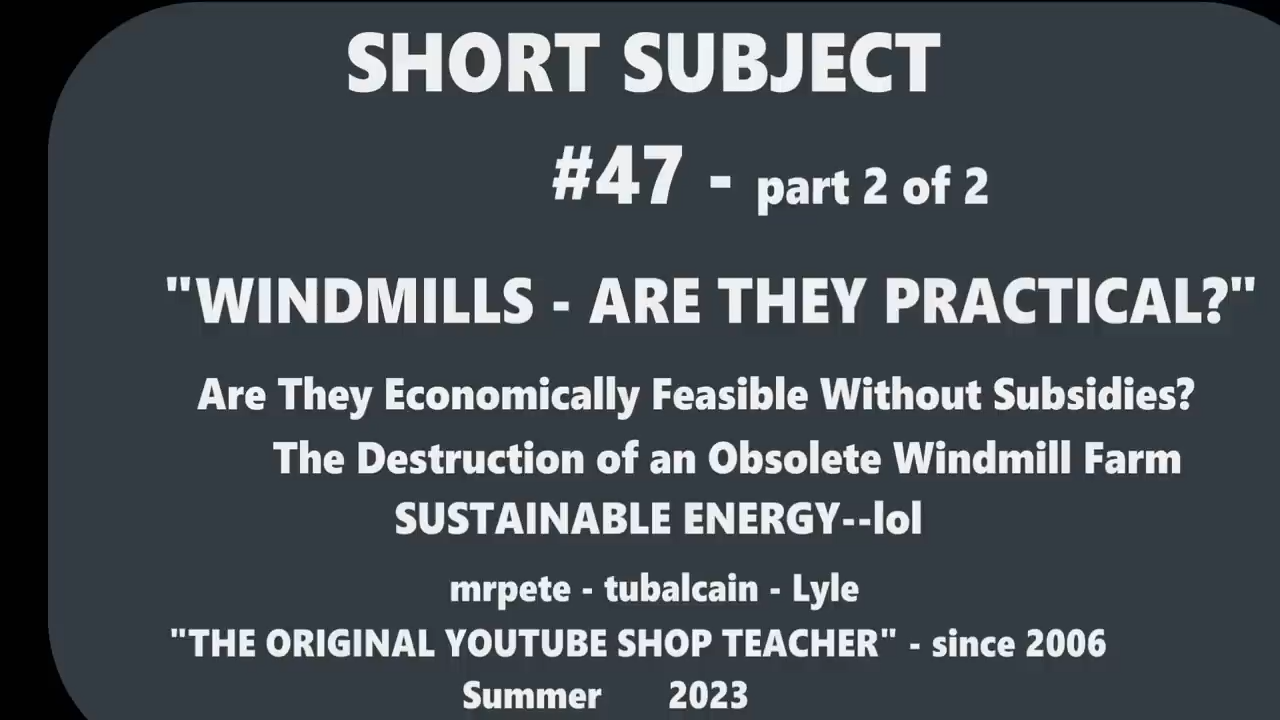 SHORT SUBJECT
#47 - part 2 of 2
"WINDMILLS - ARE THEY PRACTICAL?"
Are They Economically Feasible Without Subsidies?
The Destruction of an Obsolete Windmill Farm
SUSTAINABLE ENERGY--lol
mrpete - tubalcain - Lyle
"THE ORIGINAL YOUTUBE SHOP TEACHER" - since 2006
Summer 2023